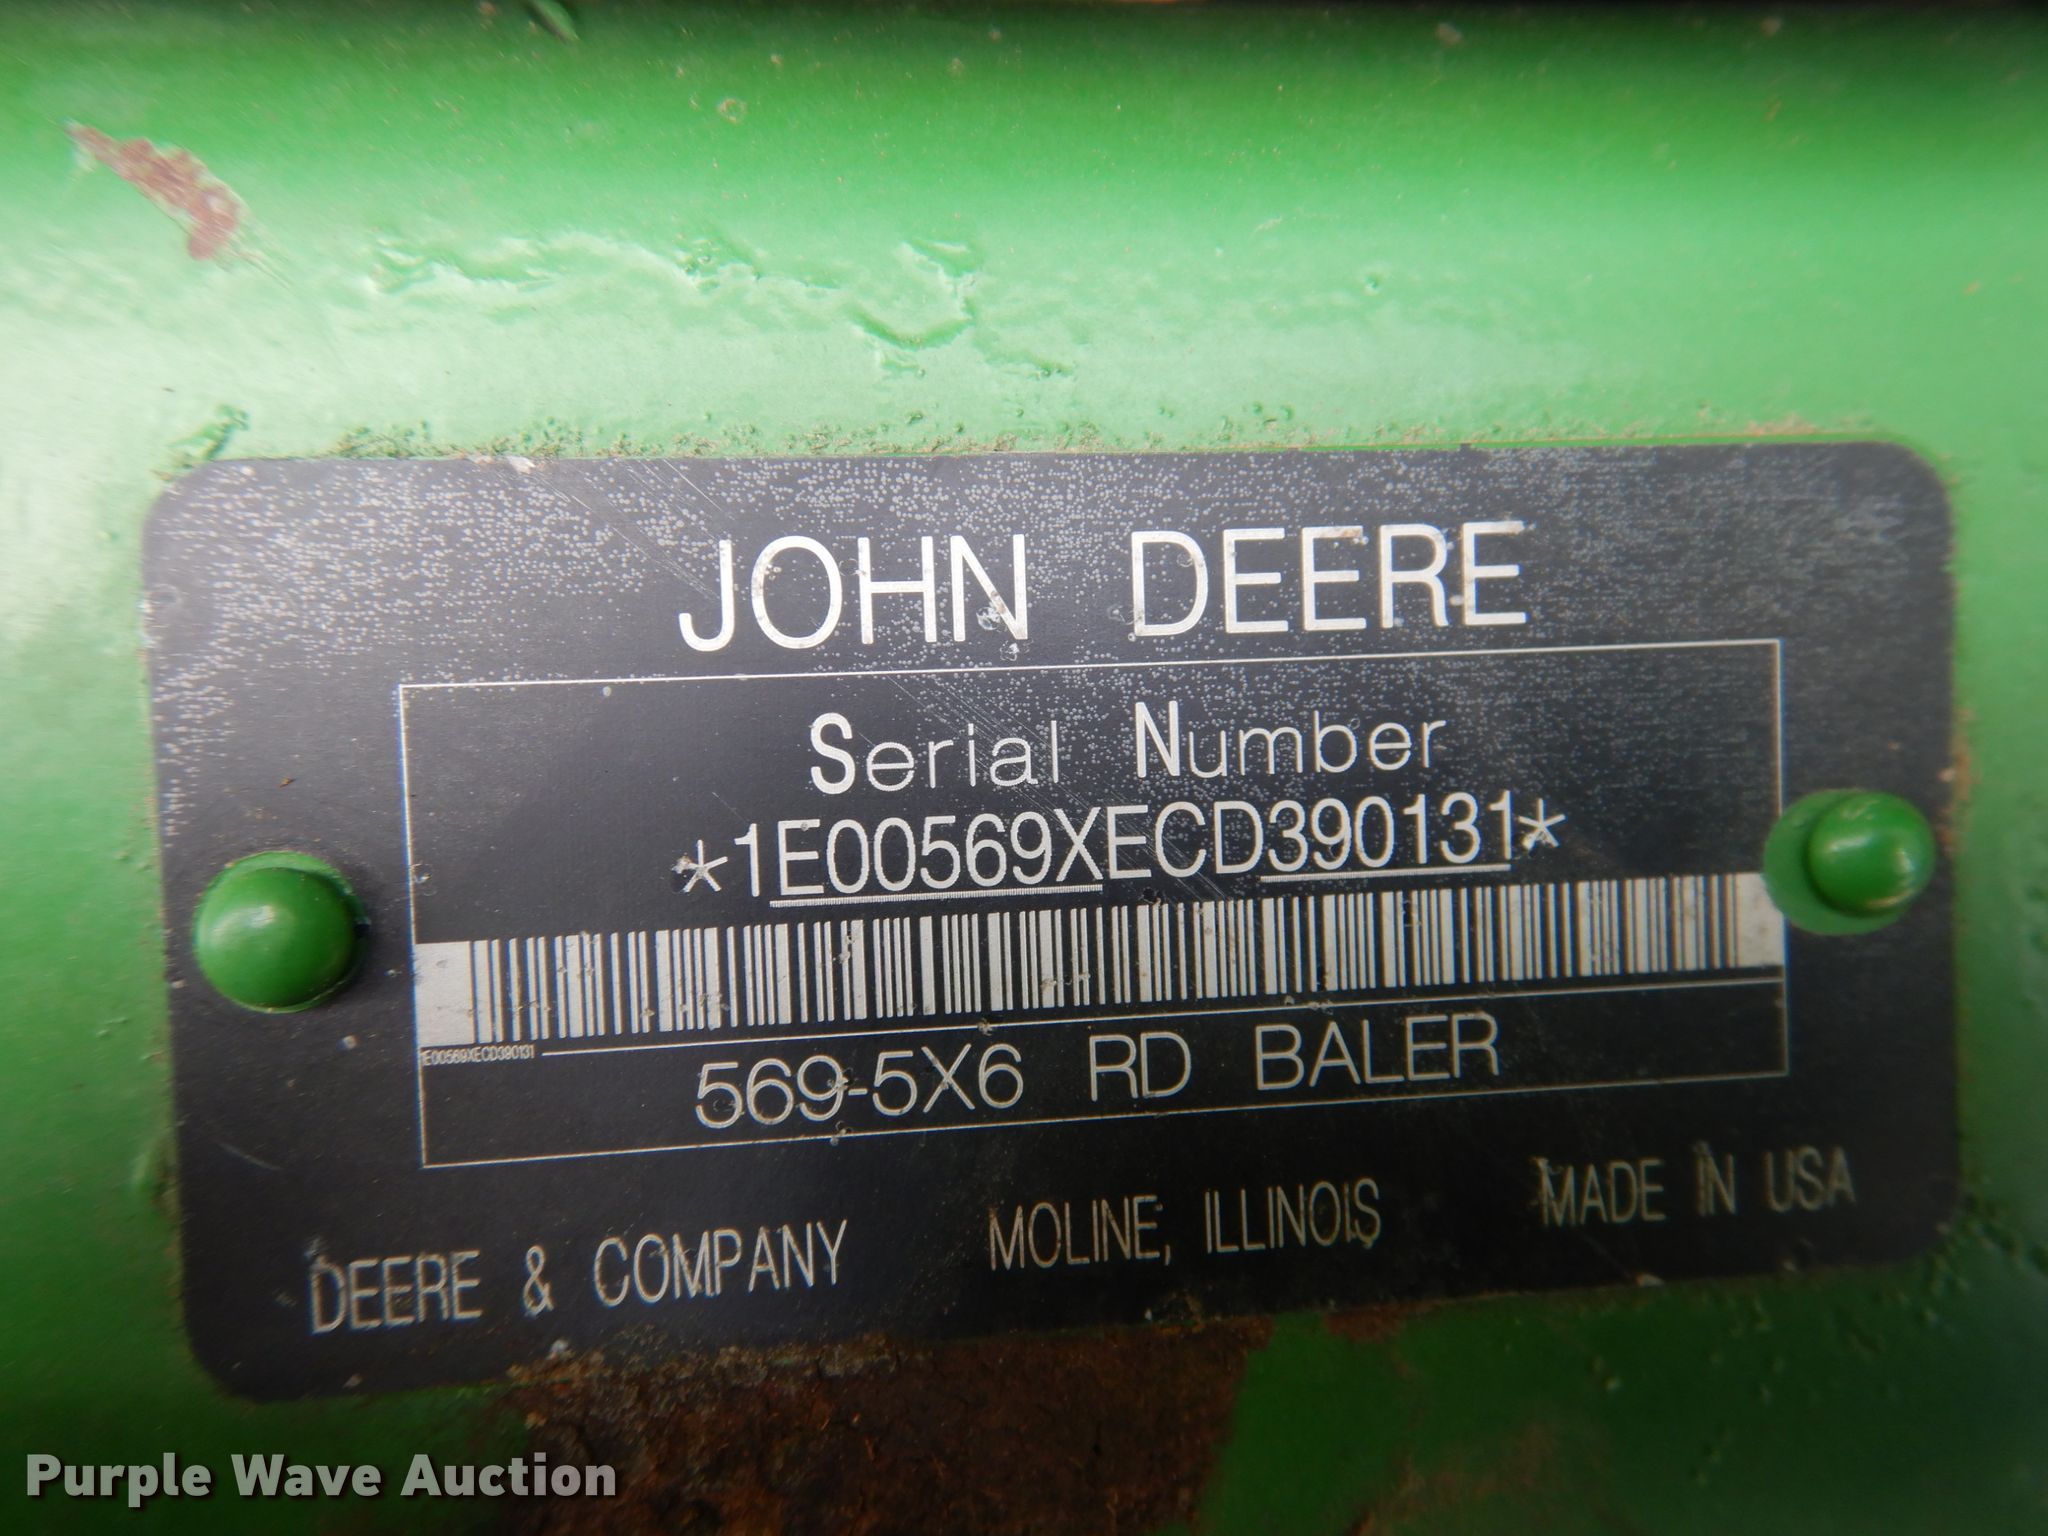 JOHN DEERE
Serial Number
*1E00569XECD390131*
1E00569XECD390131
569-5X6 RD BALER
DEERE & COMPANY MOLINE, ILLINOIS MADE IN USA
Purple Wave Auction